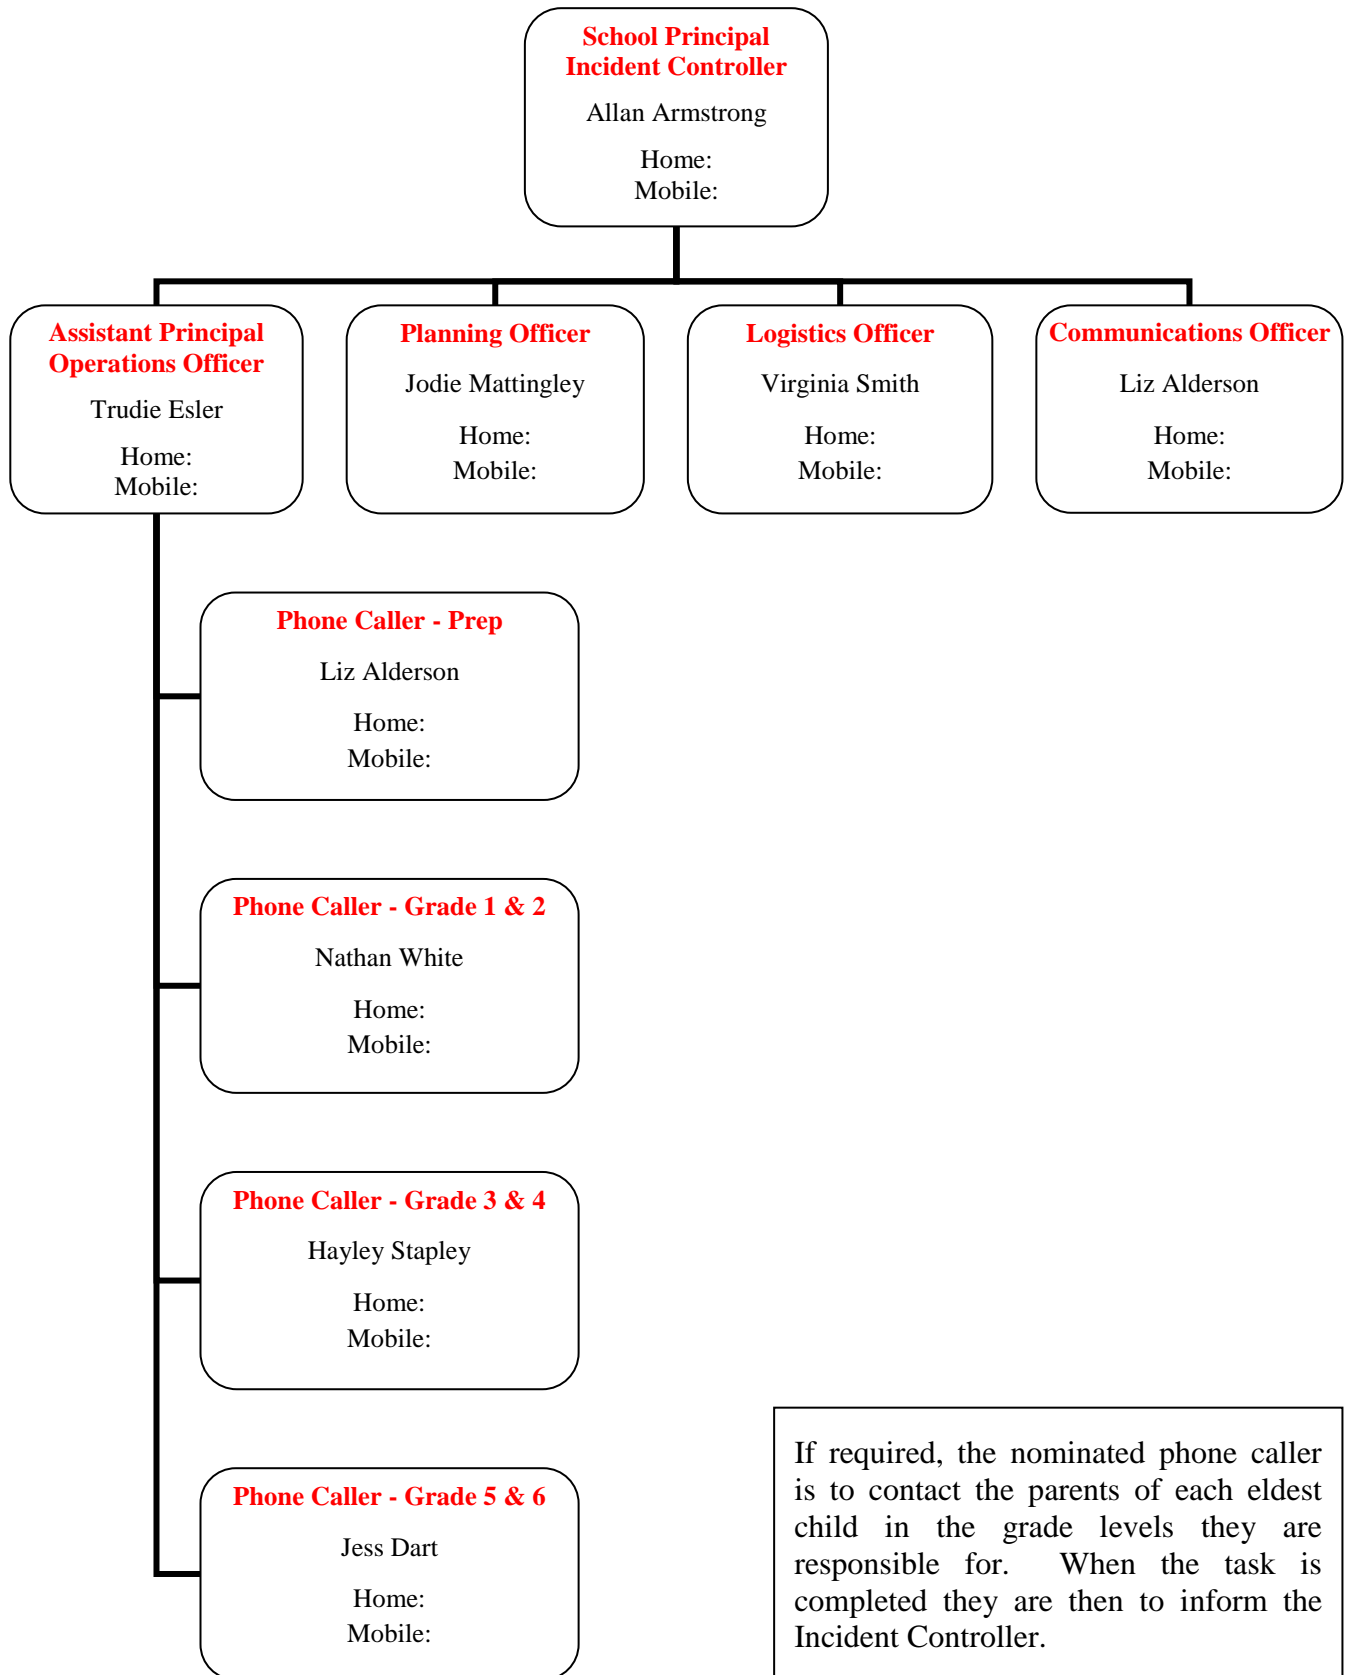 School Principal
Incident Controller
Allan Armstrong
Home:
Mobile:
Assistant Principal
Operations Officer
Trudie Esler
Home:
Mobile:
Planning Officer
Jodie Mattingley
Home:
Mobile:
Logistics Officer
Virginia Smith
Home:
Mobile:
Communications Officer
Liz Alderson
Home:
Mobile:
Phone Caller - Prep
Liz Alderson
Home:
Mobile:
Phone Caller - Grade 1 & 2
Nathan White
Home:
Mobile:
Phone Caller - Grade 3 & 4
Hayley Stapley
Home:
Mobile:
Phone Caller - Grade 5 & 6
Jess Dart
Home:
Mobile:
If required, the nominated phone caller
is to contact the parents of each eldest
child in the grade levels they are
responsible for. When the task is
completed they are then to inform the
Incident Controller.